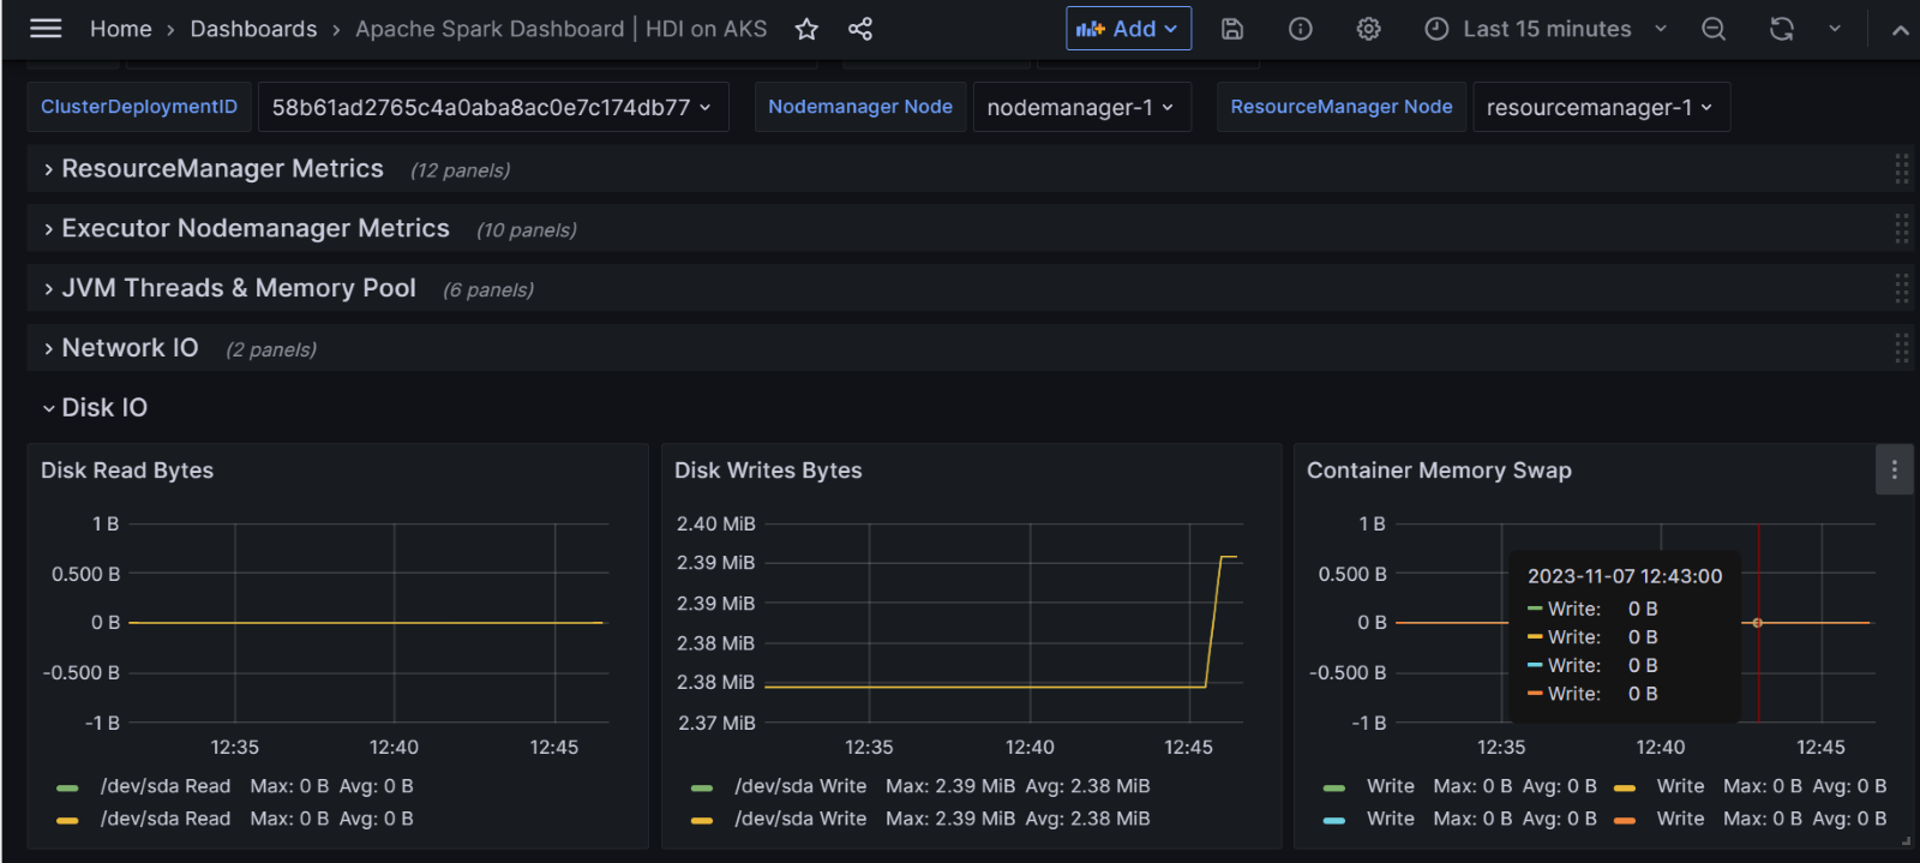 Home › Dashboards › Apache Spark Dashboard | HDI on AKS Add Last 15 minutes
ClusterDeploymentID 58b61ad2765c4a0aba8ac0e7c174db77 Nodemanager Node nodemanager-1 ResourceManager Node resourcemanager-1
ResourceManager Metrics (12 panels)
Executor Nodemanager Metrics (10 panels)
JVM Threads & Memory Pool (6 panels)
Network IO (2 panels)
Disk IO
Disk Read Bytes
1 B
0.500 B
0 B
-0.500 B
-1 B
12:35 12:40 12:45
/dev/sda Read Max: 0 B Avg: 0 B
/dev/sda Read Max: 0 B Avg: 0 B
Disk Writes Bytes
2.40 MiB
2.39 MiB
2.39 MiB
2.38 MiB
2.38 MiB
2.37 MiB
12:35 12:40 12:45
/dev/sda Write Max: 2.39 MiB Avg: 2.38 MiB
/dev/sda Write Max: 2.39 MiB Avg: 2.38 MiB
Container Memory Swap
1 B
0.500 B
0 B
-0.500 B
-1 B
2023-11-07 12:43:00
Write: 0 B
Write: 0 B
Write: 0 B
Write: 0 B
12:35 12:40 12:45
Write Max: 0 B Avg: 0 B Write Max: 0 B Avg: 0 B
Write Max: 0 B Avg: 0 B Write Max: 0 B Avg: 0 B